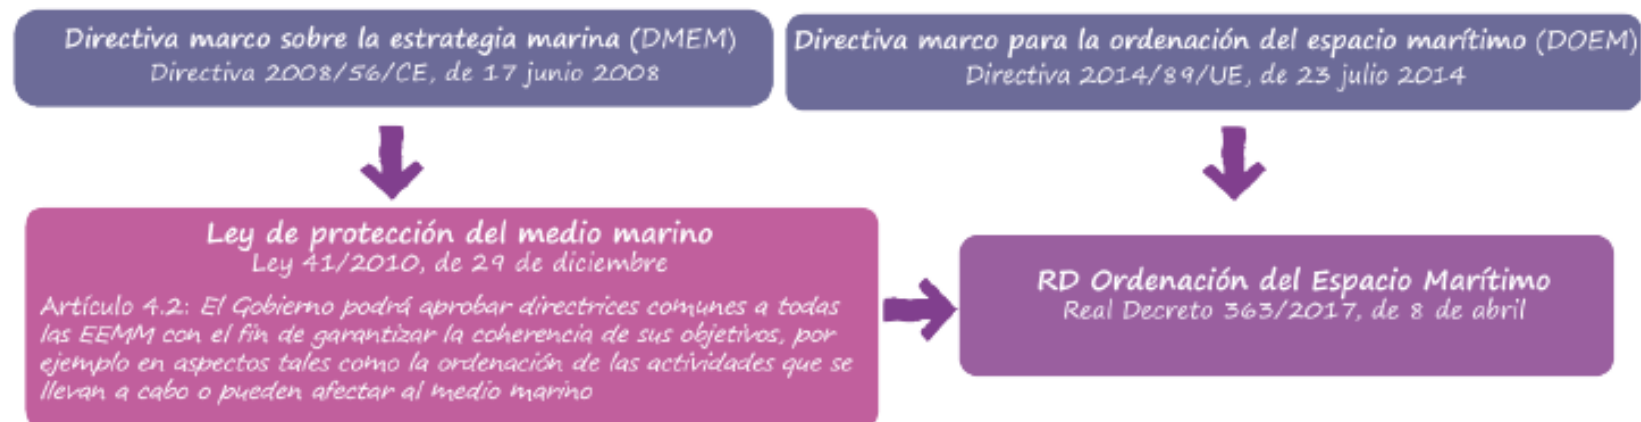 Directiva marco sobre la estrategia marina (DMEM)
Directiva 2008/56/CE, de 17 junio 2008
Directiva marco para la ordenación del espacio marítimo (DOEM)
Directiva 2014/89/UE, de 23 julio 2014
Ley de protección del medio marino
Ley 41/2010, de 29 de diciembre
Artículo 4.2: El Gobierno podrá aprobar directrices comunes a todas
las EEMM con el fin de garantizar la coherencia de sus objetivos, por
ejemplo en aspectos tales como la ordenación de las actividades que se
llevan a cabo o pueden afectar al medio marino
RD Ordenación del Espacio Marítimo
Real Decreto 363/2017, de 8 de abril